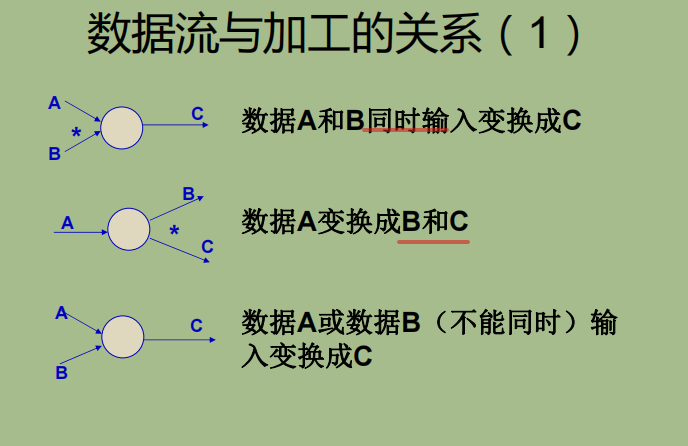 数据流与加工的关系（1）
A
*
B
C
数据A和B同时输入变换成C
A
B
*
C
数据A变换成B和C
A
B
C
数据A或数据B（不能同时）输
入变换成C